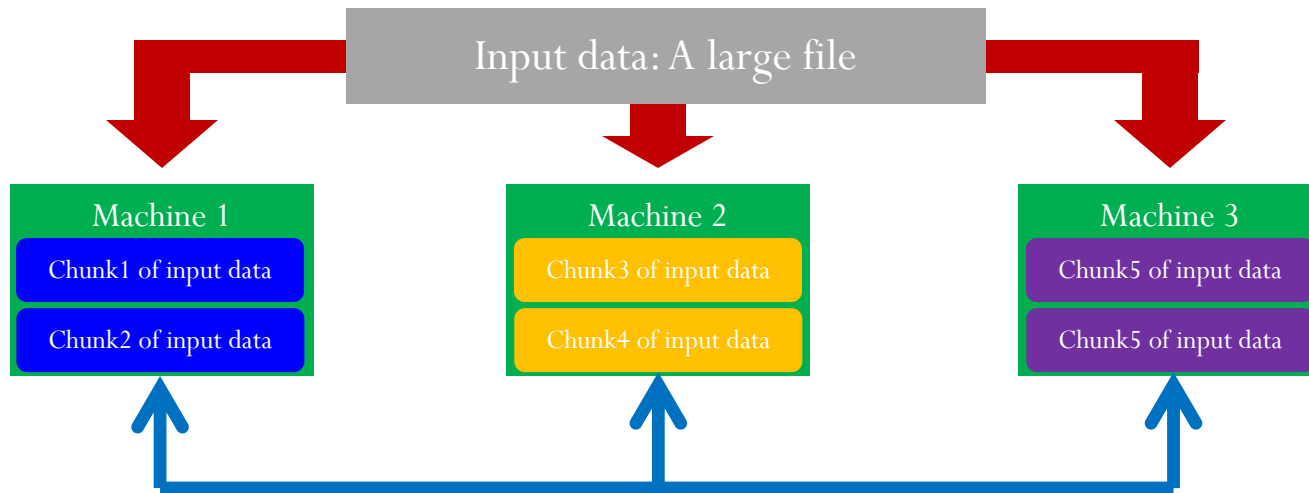 Input data: A large file
Machine 1
Chunk1 of input data
Chunk2 of input data
Machine 2
Chunk3 of input data
Chunk4 of input data
Machine 3
Chunk5 of input data
Chunk5 of input data